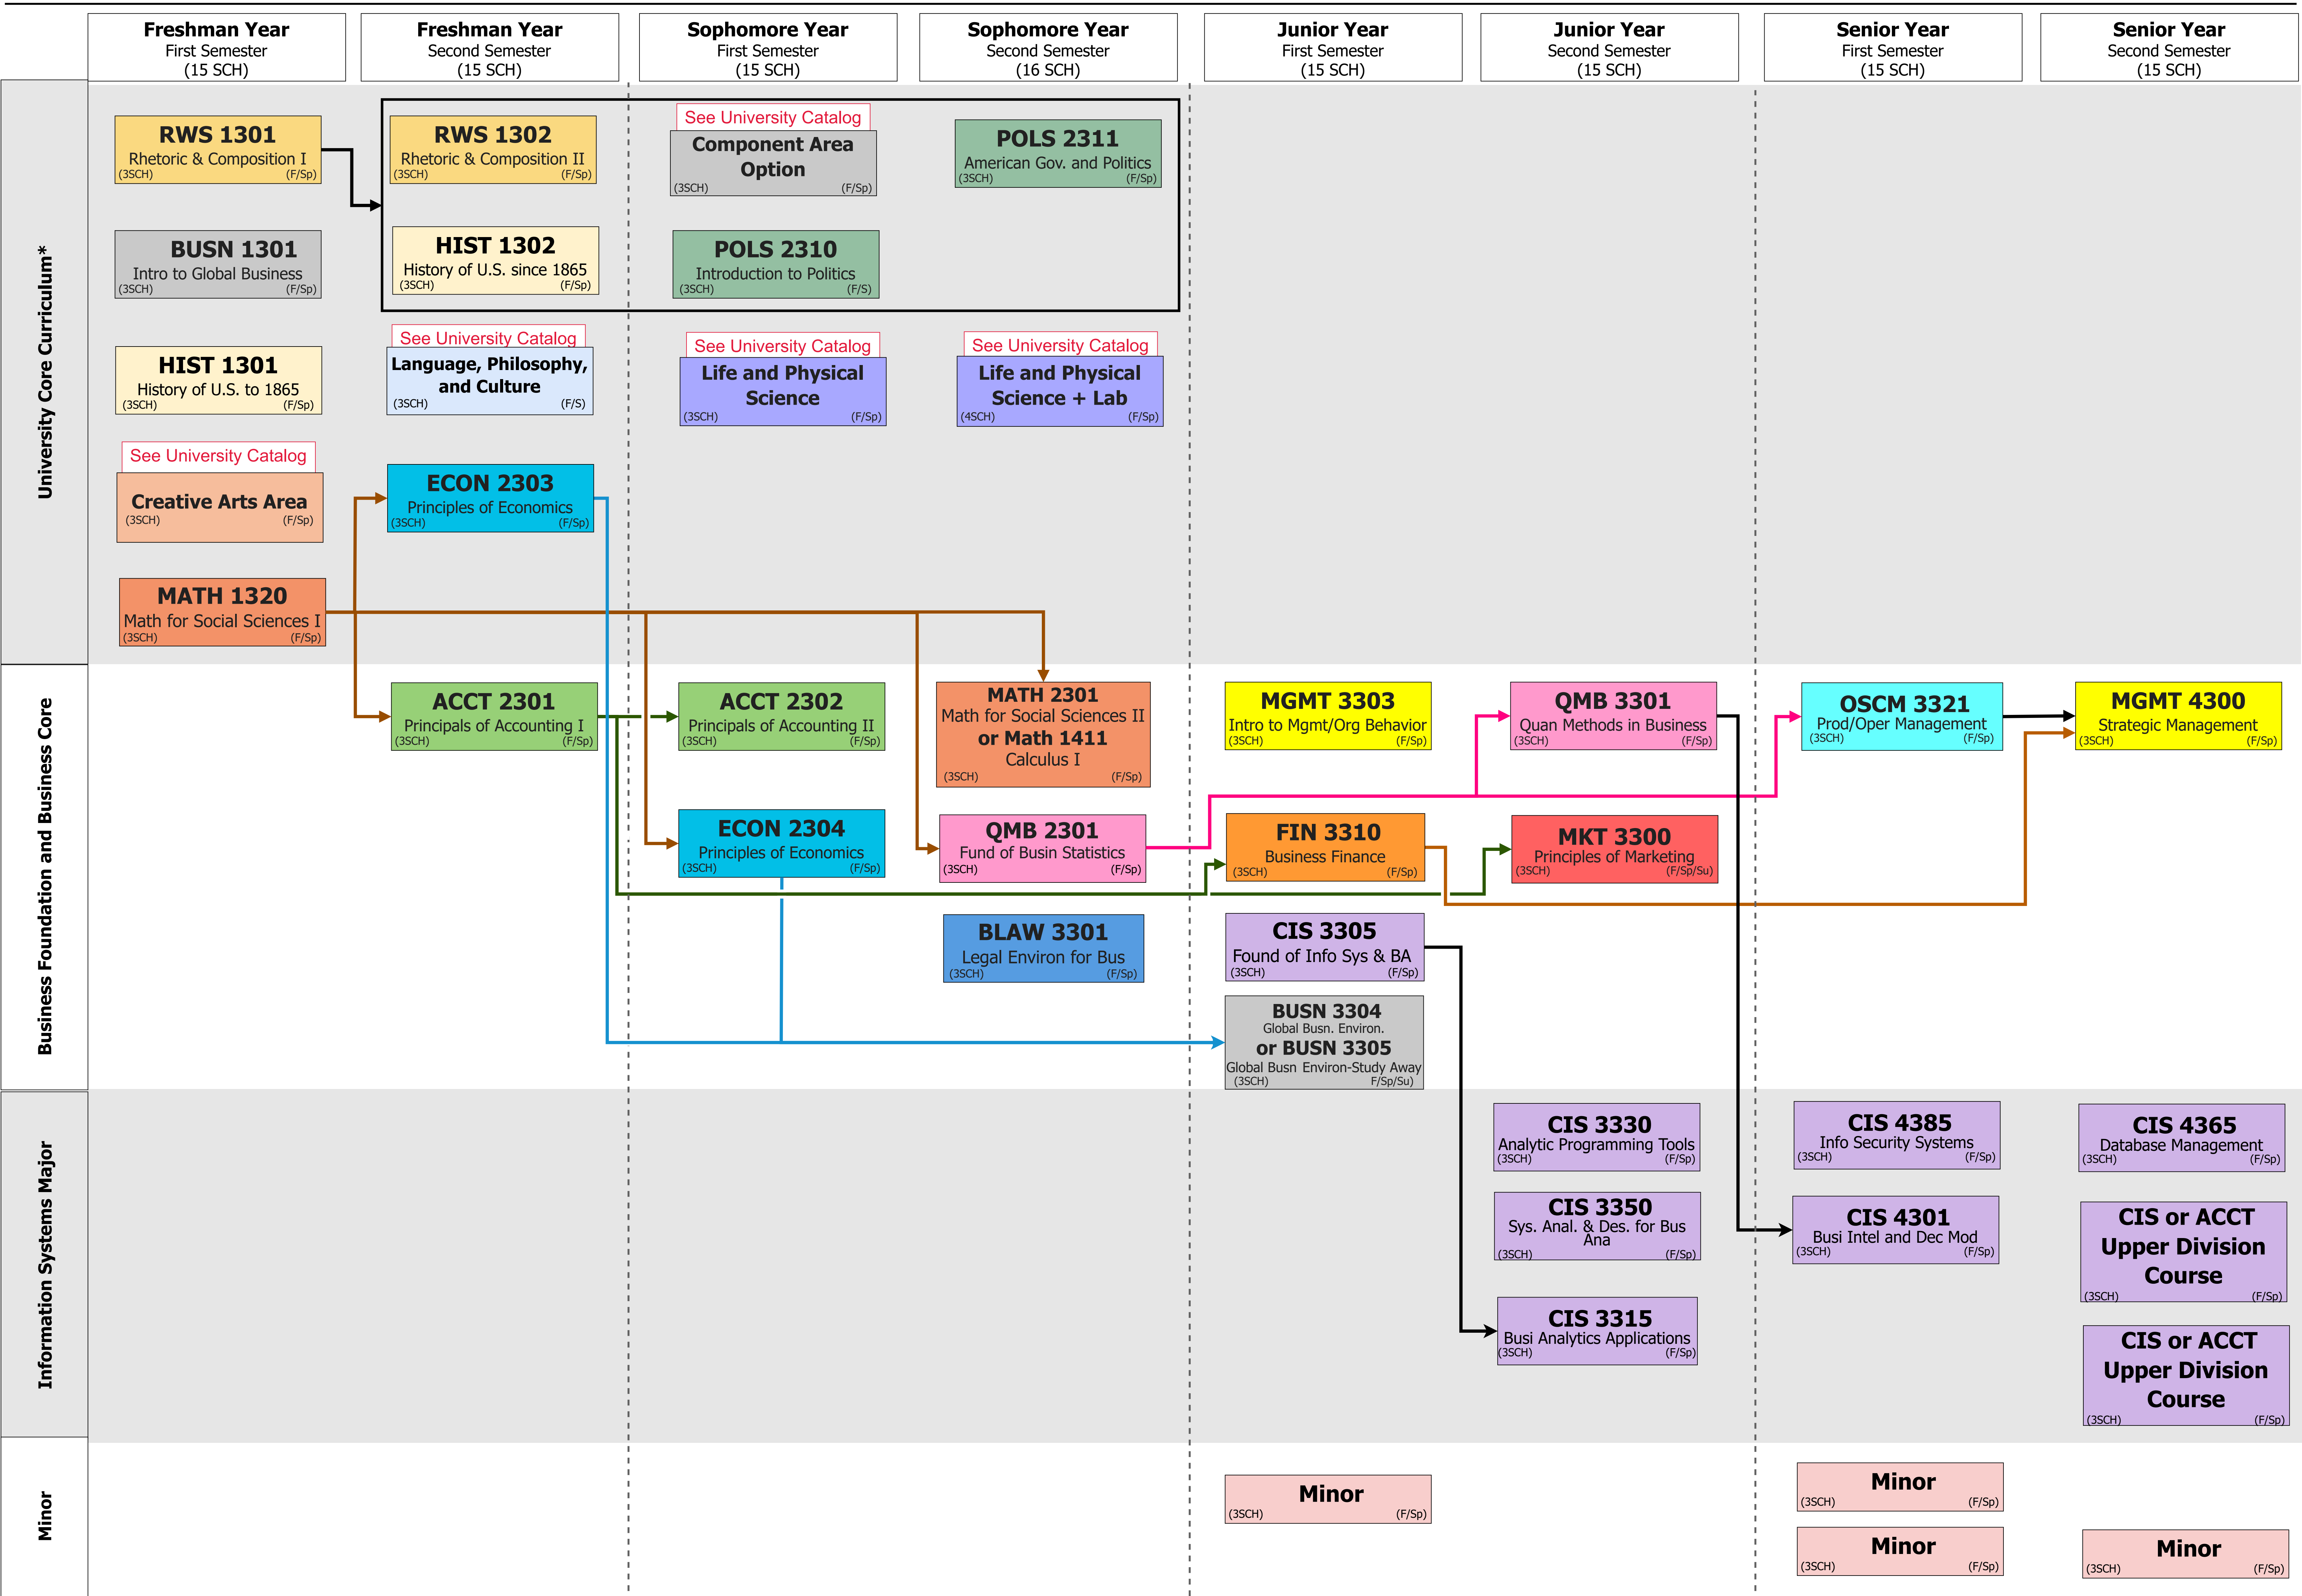 Freshman Year
First Semester
(15 SCH)
Freshman Year
Second Semester
(15 SCH)
Sophomore Year
First Semester
(15 SCH)
Sophomore Year
Second Semester
(16 SCH)
Junior Year
First Semester
(15 SCH)
Junior Year
Second Semester
(15 SCH)
Senior Year
First Semester
(15 SCH)
Senior Year
Second Semester
(15 SCH)
University Core Curriculum*
RWS 1301
Rhetoric & Composition I
(3SCH) (F/Sp)
RWS 1302
Rhetoric & Composition II
(3SCH) (F/Sp)
See University Catalog
Component Area
Option
(3SCH) (F/Sp)
POLS 2311
American Gov. and Politics
(3SCH) (F/Sp)
BUSN 1301
Intro to Global Business
(3SCH) (F/Sp)
HIST 1302
History of U.S. since 1865
(3SCH) (F/Sp)
POLS 2310
Introduction to Politics
(3SCH) (F/S)
HIST 1301
History of U.S. to 1865
(3SCH) (F/Sp)
See University Catalog
Language, Philosophy,
and Culture
(3SCH) (F/S)
See University Catalog
Life and Physical
Science
(3SCH) (F/Sp)
See University Catalog
Life and Physical
Science + Lab
(4SCH) (F/Sp)
See University Catalog
Creative Arts Area
(3SCH) (F/Sp)
ECON 2303
Principles of Economics
(3SCH) (F/Sp)
MATH 1320
Math for Social Sciences I
(3SCH) (F/Sp)
Business Foundation and Business Core
ACCT 2301
Principals of Accounting I
(3SCH) (F/Sp)
ACCT 2302
Principals of Accounting II
(3SCH) (F/Sp)
MATH 2301
Math for Social Sciences II
or Math 1411
Calculus I
(3SCH) (F/Sp)
MGMT 3303
Intro to Mgmt/Org Behavior
(3SCH) (F/Sp)
QMB 3301
Quan Methods in Business
(3SCH) (F/Sp)
OSCM 3321
Prod/Oper Management
(3SCH) (F/Sp)
MGMT 4300
Strategic Management
(3SCH) (F/Sp)
ECON 2304
Principles of Economics
(3SCH) (F/Sp)
QMB 2301
Fund of Busin Statistics
(3SCH) (F/Sp)
FIN 3310
Business Finance
(3SCH) (F/Sp)
MKT 3300
Principles of Marketing
(3SCH) (F/Sp/Su)
BLAW 3301
Legal Environ for Bus
(3SCH) (F/Sp)
CIS 3305
Found of Info Sys & BA
(3SCH) (F/Sp)
BUSN 3304
Global Busn. Environ.
or BUSN 3305
Global Busn Environ-Study Away
(3SCH) F/Sp/Su)
Information Systems Major
CIS 3330
Analytic Programming Tools
(3SCH) (F/Sp)
CIS 4385
Info Security Systems
(3SCH) (F/Sp)
CIS 4365
Database Management
(3SCH) (F/Sp)
CIS 3350
Sys. Anal. & Des. for Bus
Ana
(3SCH) (F/Sp)
CIS 4301
Busi Intel and Dec Mod
(3SCH) (F/Sp)
CIS or ACCT
Upper Division
Course
(3SCH) (F/Sp)
CIS 3315
Busi Analytics Applications
(3SCH) (F/Sp)
CIS or ACCT
Upper Division
Course
(3SCH) (F/Sp)
Minor
Minor
(3SCH) (F/Sp)
Minor
(3SCH) (F/Sp)
Minor
(3SCH) (F/Sp)
Minor
(3SCH) (F/Sp)